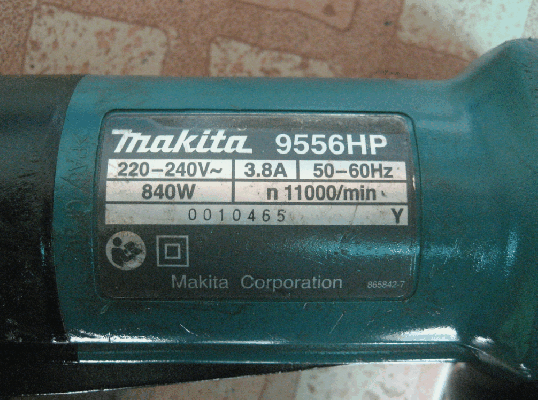 makita 9556HP
220-240V~ 3.8A 50-60Hz
840W n 11000/min
0010465 Y
Makita Corporation 865842-7